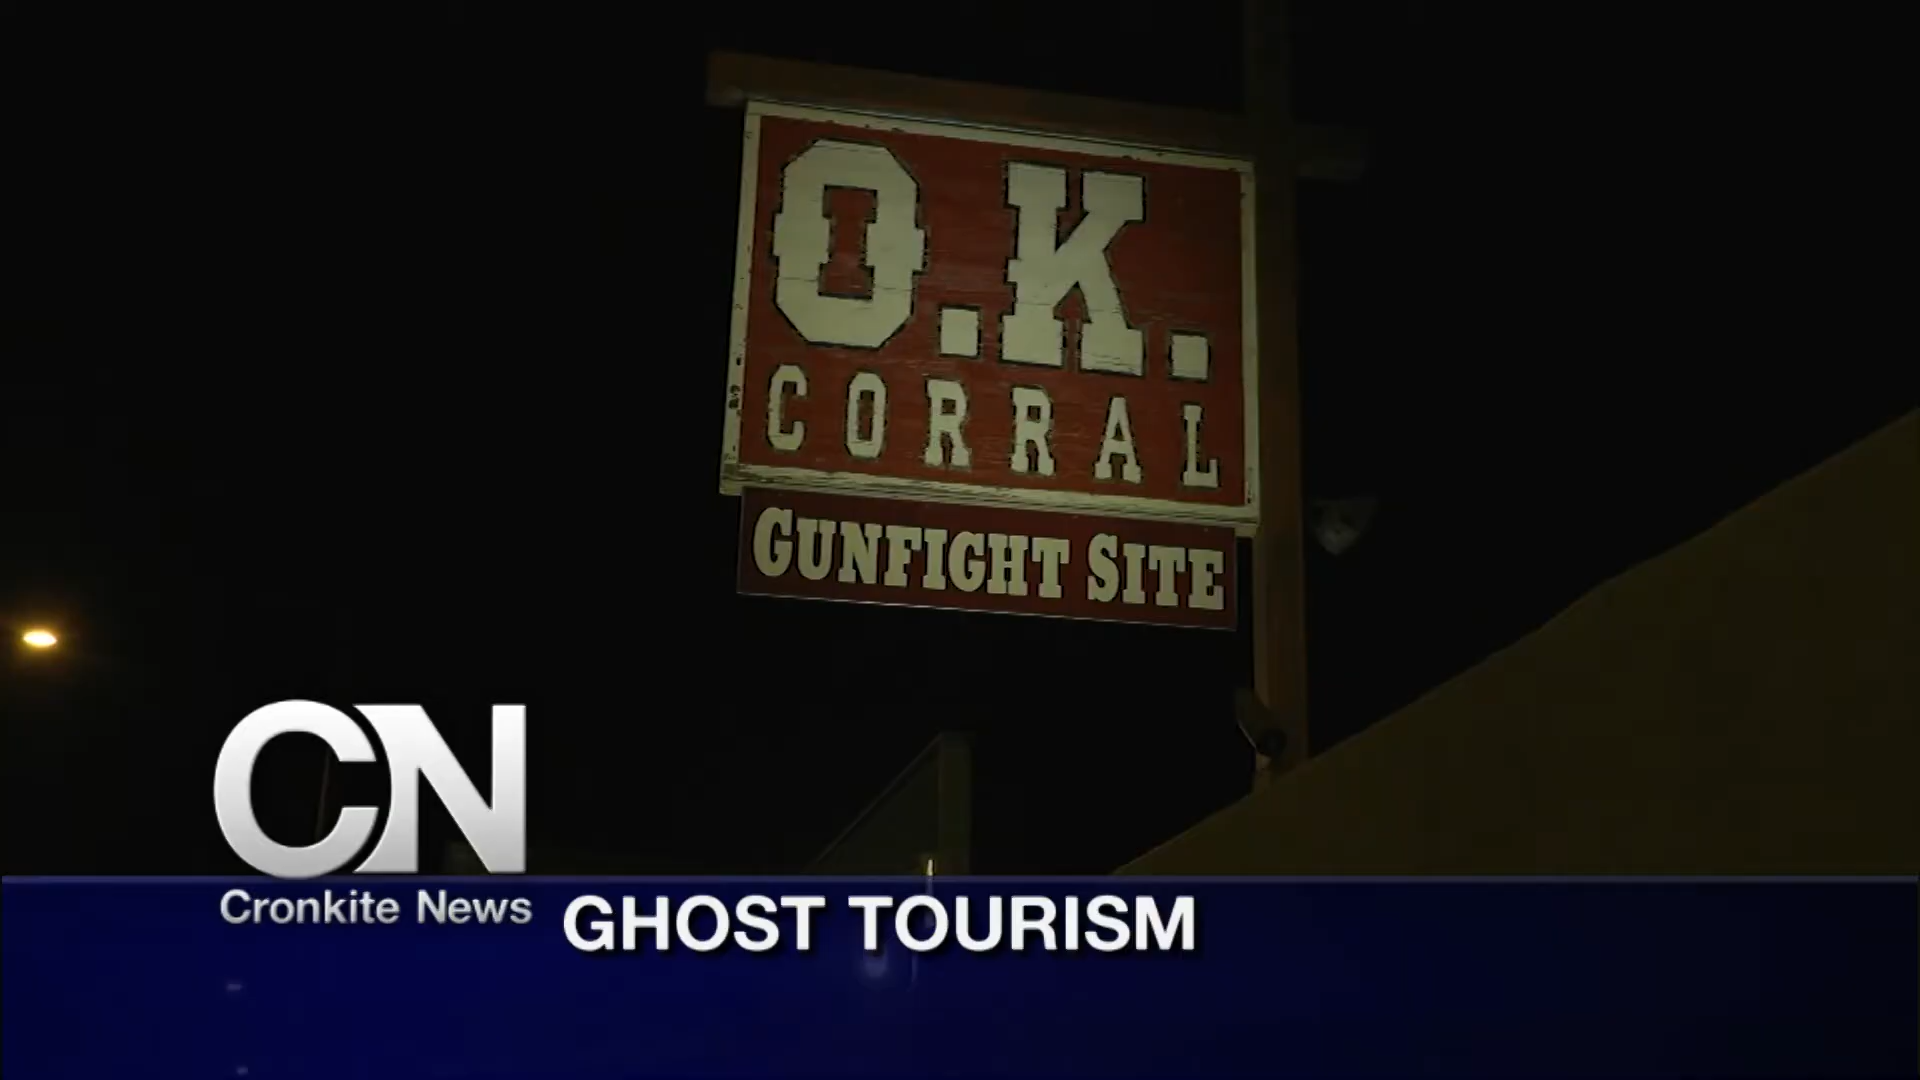 O.K.
CORRAL
GUNFIGHT SITE
CN
Cronkite News
GHOST TOURISM